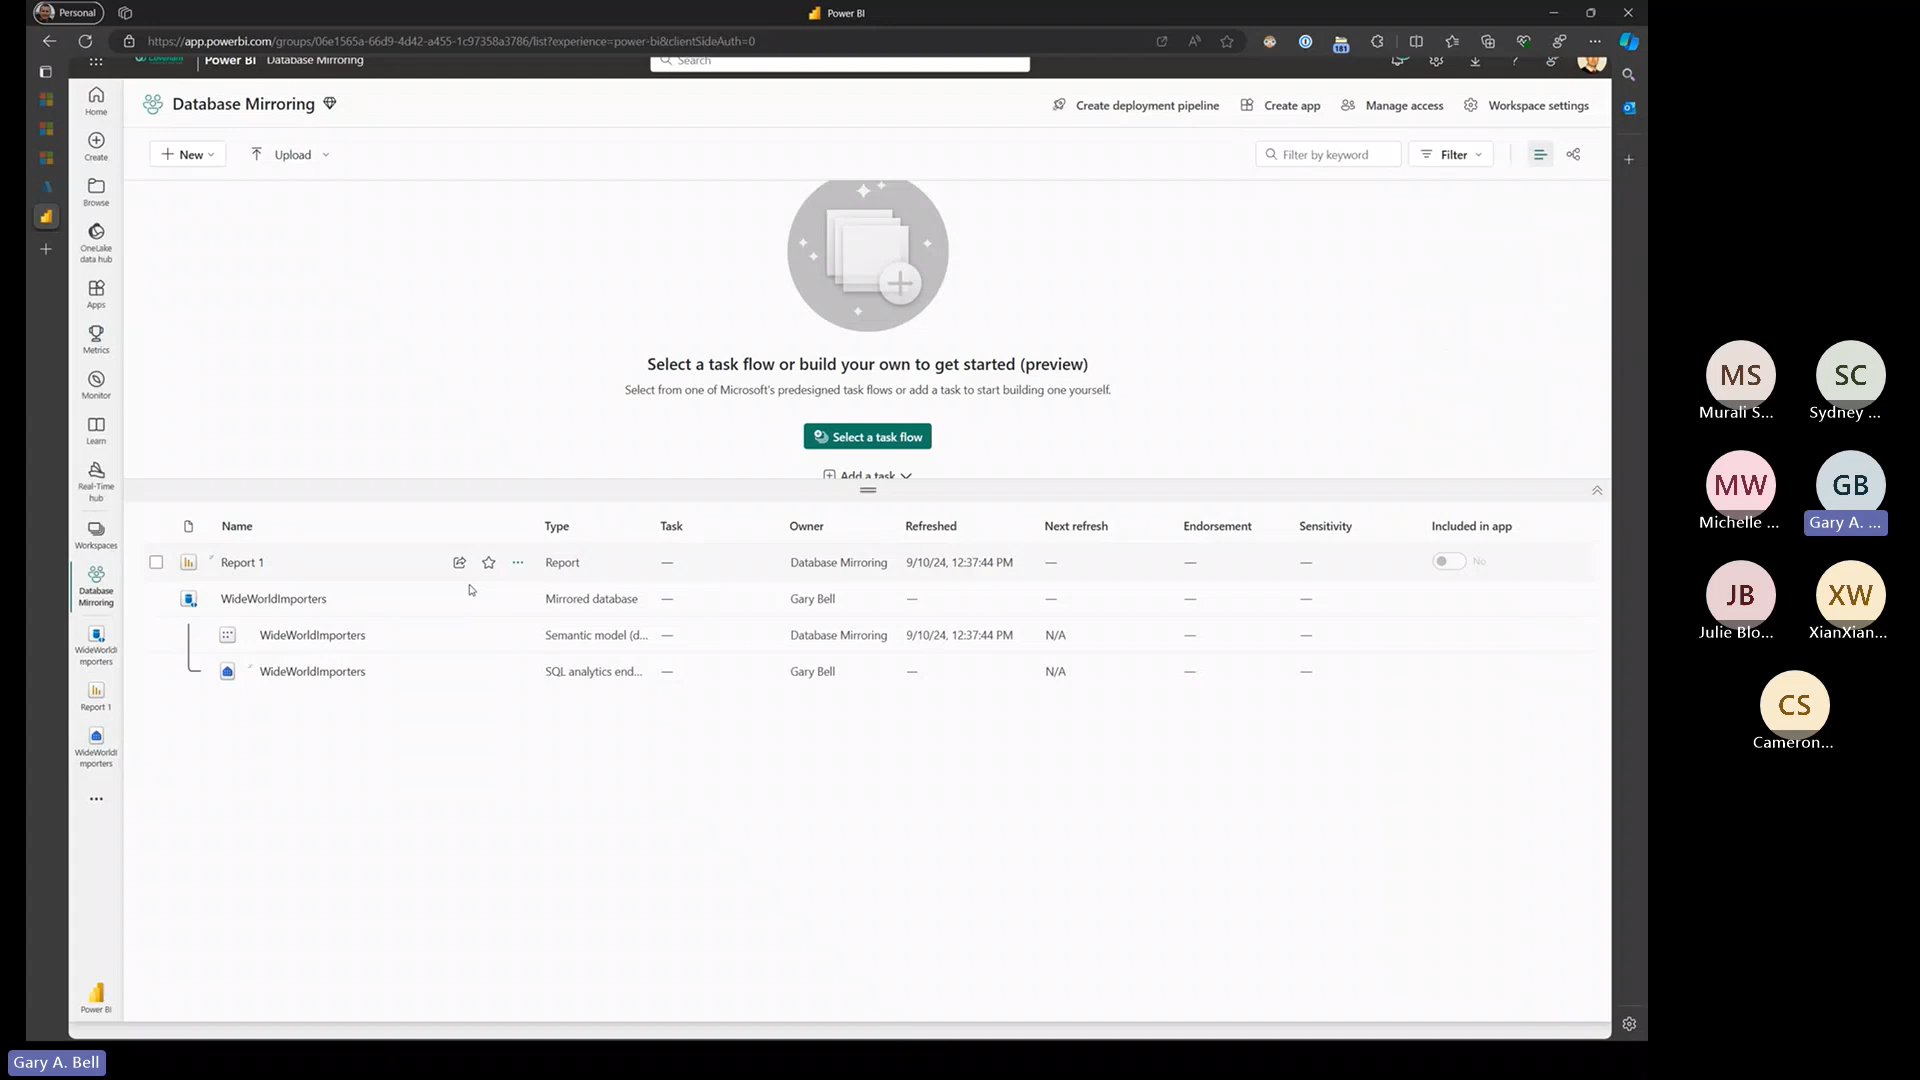 Personal
Power BI
https://app.powerbi.com/groups/06e1565a-66d9-4d42-a455-1c97358a3786/list?experience=power-bi&clientSideAuth=0
181
Power BI Database Mirroring
Search
Home
Create
Browse
OneLake
data hub
Apps
Metrics
Monitor
Learn
Real-Time
hub
Workspaces
Database
Mirroring
WideWorldI
mporters
Report 1
WideWorldI
mporters
Power BI
Database Mirroring
Create deployment pipeline Create app Manage access Workspace settings
New Upload Filter by keyword Filter
Select a task flow or build your own to get started (preview)
Select from one of Microsoft's predesigned task flows or add a task to start building one yourself.
Select a task flow
Add a task
Name Type Task Owner Refreshed Next refresh Endorsement Sensitivity Included in app
Report 1 Report — Database Mirroring 9/10/24, 12:37:44 PM — — — No
WideWorldImporters Mirrored database — Gary Bell — — — —
WideWorldImporters Semantic model (d... — Database Mirroring 9/10/24, 12:37:44 PM N/A — —
WideWorldImporters SQL analytics end... — Gary Bell — N/A — —
MS SC
Murali S... Sydney ...
MW GB
Michelle ... Gary A. ...
JB XW
Julie Blo... XianXian...
CS
Cameron...
Gary A. Bell